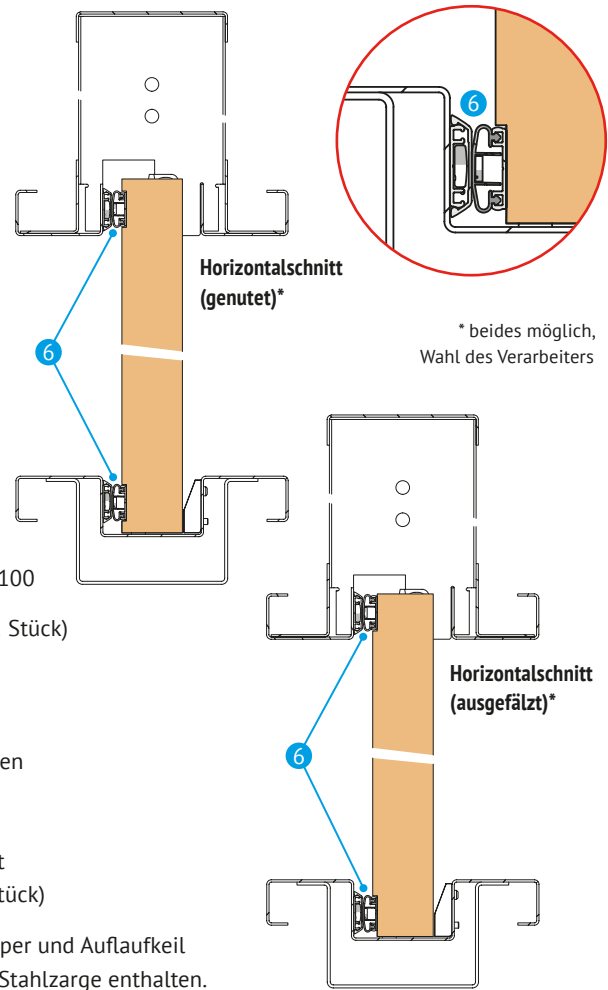 6
Horizontalschnitt
(genutet)*
* beides möglich,
Wahl des Verarbeiters
6
100
Stück)
Horizontalschnitt
(ausgefälzt)*
en
6
t
tück)
per und Auflaufkeil
Stahlzarge enthalten.